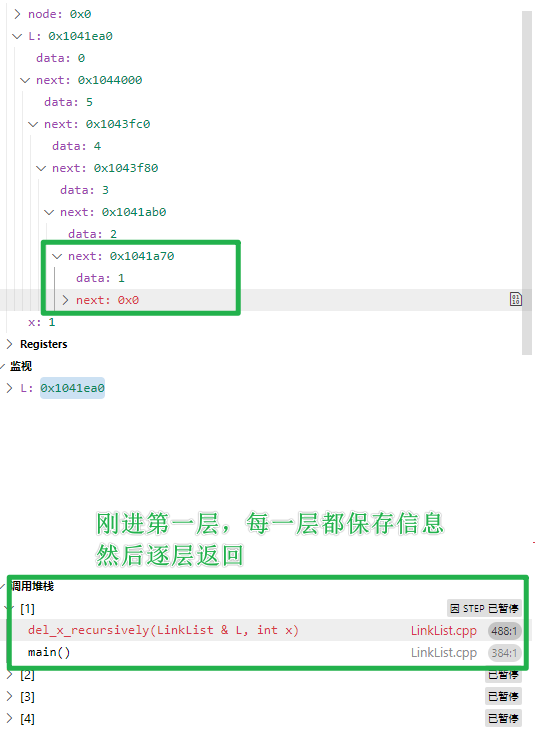 node: 0x0
L: 0x1041ea0
data: 0
next: 0x1044000
data: 5
next: 0x1043fc0
data: 4
next: 0x1043f80
data: 3
next: 0x1041ab0
data: 2
next: 0x1041a70
data: 1
next: 0x0
x: 1
Registers
监视
L: 0x1041ea0
刚进第一层，每一层都保存信息
然后逐层返回
调用堆栈
[1] 因 STEP 已暂停
del_x_recursively(LinkList & L, int x) LinkList.cpp 488:1
main() LinkList.cpp 384:1
[2] 已暂停
[3] 已暂停
[4] 已暂停